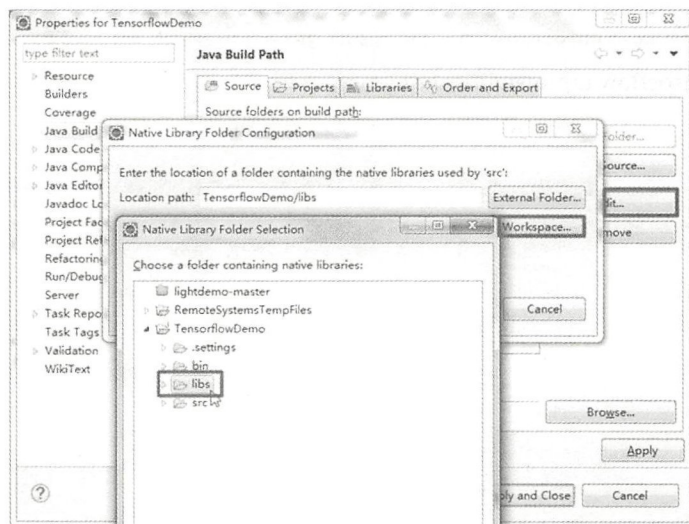 Properties for TensorflowDemo
type filter text
Java Build Path
Resource
Builders
Coverage
Java Build
Java Code
Java Comp
Java Editor
Javadoc Lo
Project Fac
Project Ref
Refactoring
Run/Debug
Server
Task Repo
Task Tags
Validation
WikiText
Source Projects Libraries Order and Export
Source folders on build path:
Folder...
Source...
dit...
move
Native Library Folder Configuration
Enter the location of a folder containing the native libraries used by 'src':
Location path: TensorflowDemo/libs External Folder...
Workspace...
Cancel
Native Library Folder Selection
Choose a folder containing native libraries:
lightdemo-master
RemoteSystemsTempFiles
TensorflowDemo
.settings
bin
libs
src
Browse...
Apply
ply and Close Cancel